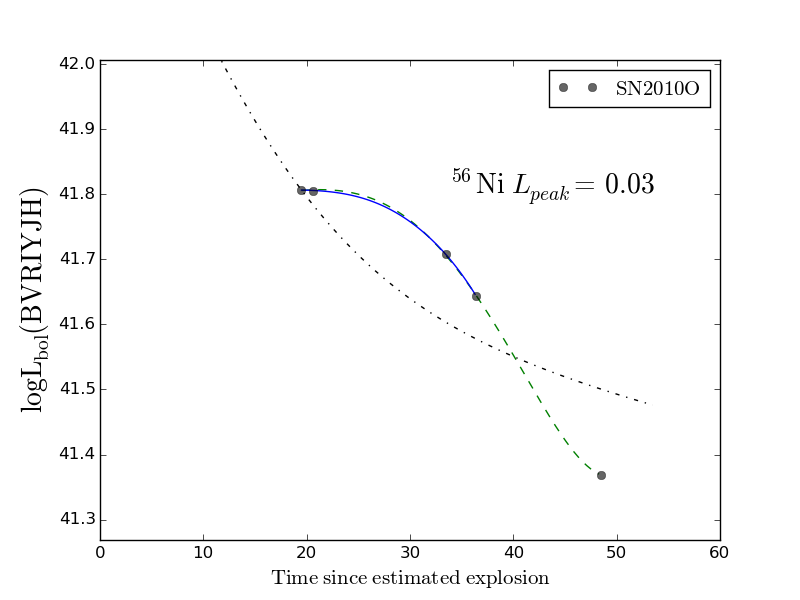 42.0
SN2010O
41.9
⁵⁶Ni L_peak = 0.03
41.8
41.7
41.6
41.5
41.4
41.3
logL_bol(BVRIYJH)
0 10 20 30 40 50 60
Time since estimated explosion